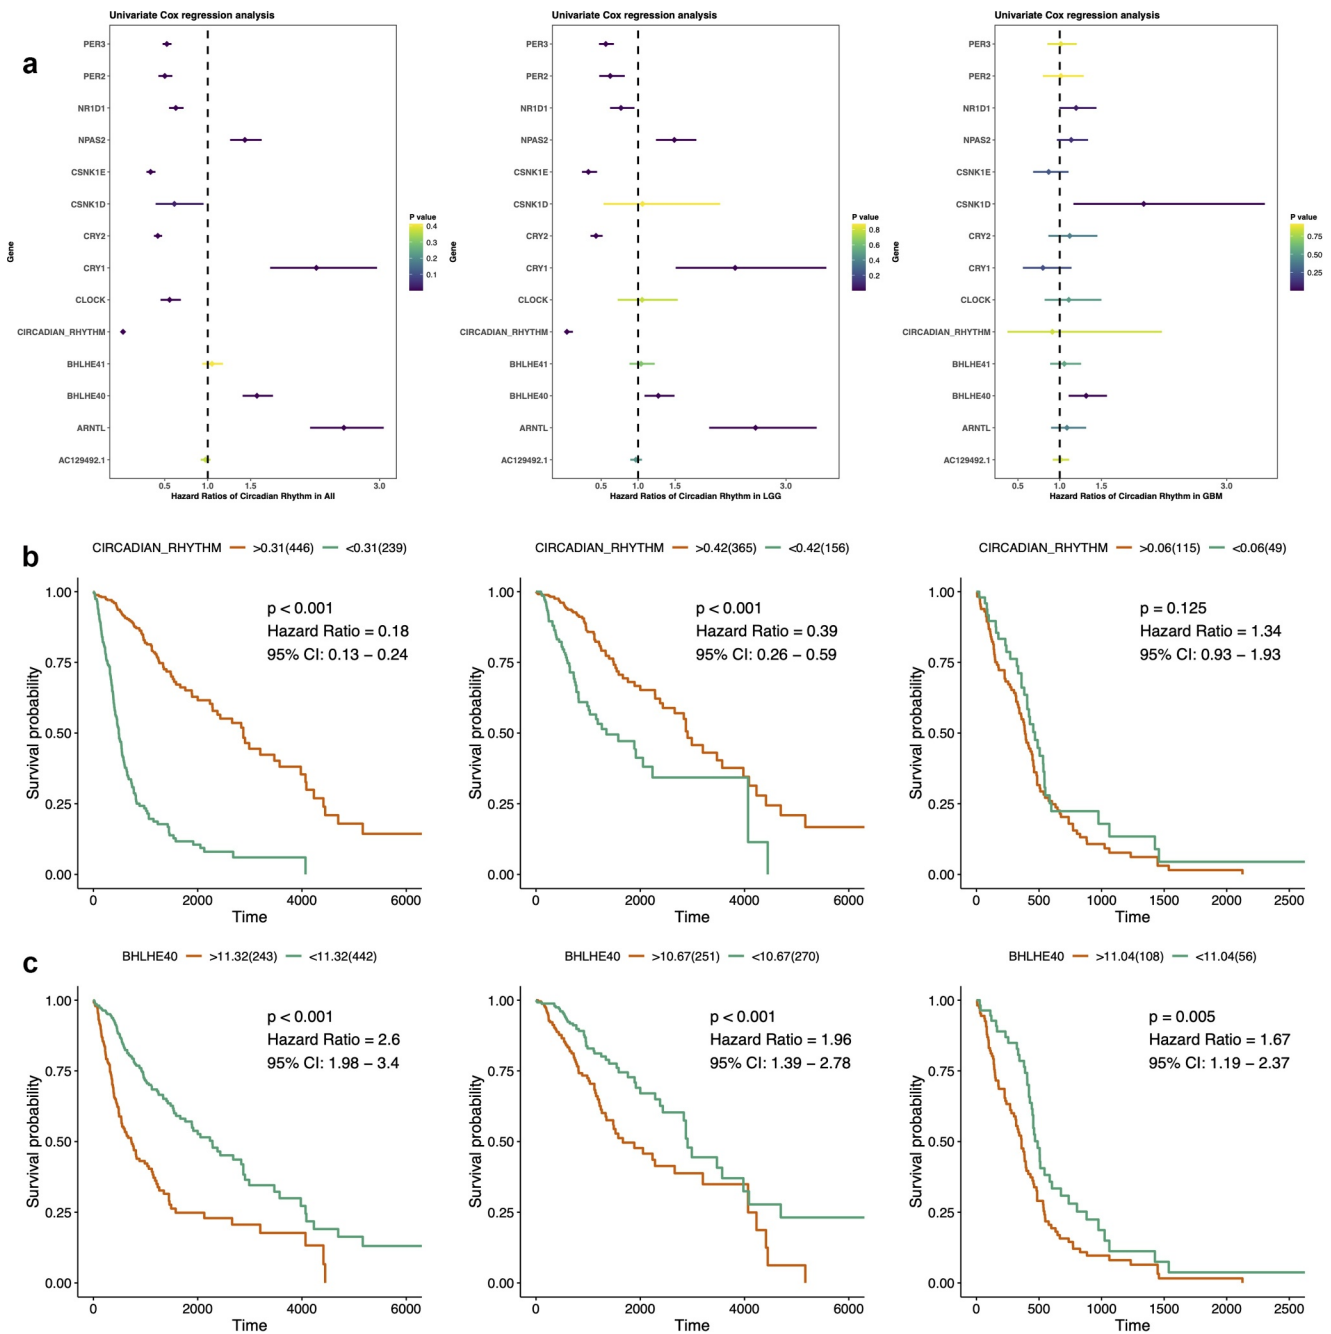 a
Univariate Cox regression analysis
Gene
PER3
PER2
NR1D1
NPAS2
CSNK1E
CSNK1D
CRY2
CRY1
CLOCK
CIRCADIAN_RHYTHM
BHLHE41
BHLHE40
ARNTL
AC129492.1
0.5 1.0 1.5 3.0
Hazard Ratios of Circadian Rhythm in All
P value
0.4
0.3
0.2
0.1
Univariate Cox regression analysis
Gene
PER3
PER2
NR1D1
NPAS2
CSNK1E
CSNK1D
CRY2
CRY1
CLOCK
CIRCADIAN_RHYTHM
BHLHE41
BHLHE40
ARNTL
AC129492.1
0.5 1.0 1.5 3.0
Hazard Ratios of Circadian Rhythm in LGG
P value
0.8
0.6
0.4
0.2
Univariate Cox regression analysis
Gene
PER3
PER2
NR1D1
NPAS2
CSNK1E
CSNK1D
CRY2
CRY1
CLOCK
CIRCADIAN_RHYTHM
BHLHE41
BHLHE40
ARNTL
AC129492.1
0.5 1.0 1.5 3.0
Hazard Ratios of Circadian Rhythm in GBM
P value
0.75
0.50
0.25
b
CIRCADIAN_RHYTHM >0.31(446) <0.31(239)
Survival probability
1.00
0.75
0.50
0.25
0.00
p < 0.001
Hazard Ratio = 0.18
95% CI: 0.13 – 0.24
0 2000 4000 6000
Time
CIRCADIAN_RHYTHM >0.42(365) <0.42(156)
Survival probability
1.00
0.75
0.50
0.25
0.00
p < 0.001
Hazard Ratio = 0.39
95% CI: 0.26 – 0.59
0 2000 4000 6000
Time
CIRCADIAN_RHYTHM >0.06(115) <0.06(49)
Survival probability
1.00
0.75
0.50
0.25
0.00
p = 0.125
Hazard Ratio = 1.34
95% CI: 0.93 – 1.93
0 500 1000 1500 2000 2500
Time
c
BHLHE40 >11.32(243) <11.32(442)
Survival probability
1.00
0.75
0.50
0.25
0.00
p < 0.001
Hazard Ratio = 2.6
95% CI: 1.98 – 3.4
0 2000 4000 6000
Time
BHLHE40 >10.67(251) <10.67(270)
Survival probability
1.00
0.75
0.50
0.25
0.00
p < 0.001
Hazard Ratio = 1.96
95% CI: 1.39 – 2.78
0 2000 4000 6000
Time
BHLHE40 >11.04(108) <11.04(56)
Survival probability
1.00
0.75
0.50
0.25
0.00
p = 0.005
Hazard Ratio = 1.67
95% CI: 1.19 – 2.37
0 500 1000 1500 2000 2500
Time